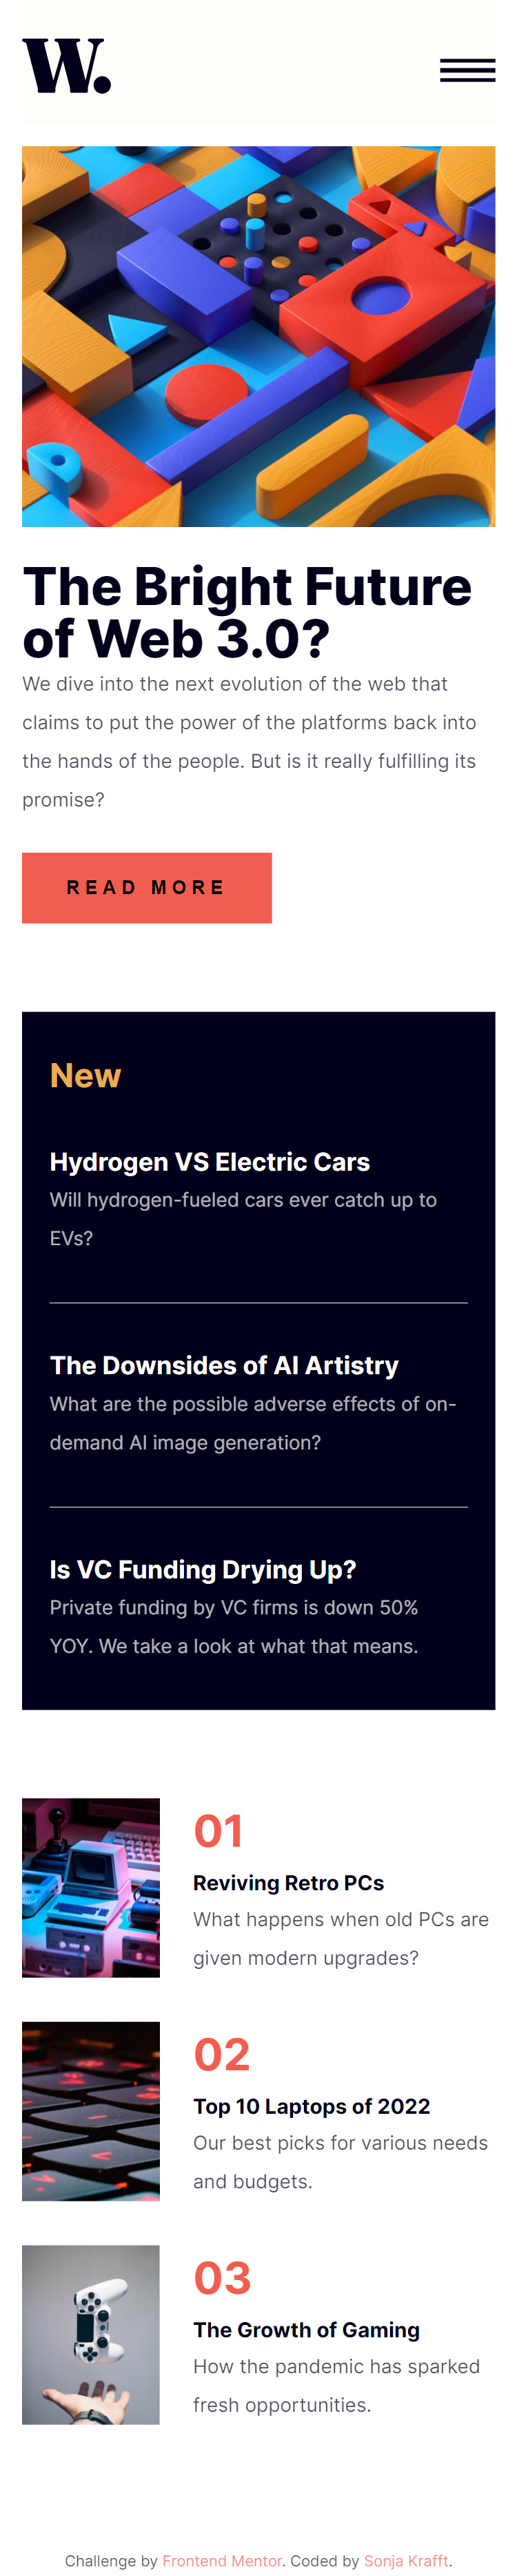 W.
The Bright Future
of Web 3.0?
We dive into the next evolution of the web that
claims to put the power of the platforms back into
the hands of the people. But is it really fulfilling its
promise?
READ MORE
New
Hydrogen VS Electric Cars
Will hydrogen-fueled cars ever catch up to
EVs?
The Downsides of AI Artistry
What are the possible adverse effects of on-
demand AI image generation?
Is VC Funding Drying Up?
Private funding by VC firms is down 50%
YOY. We take a look at what that means.
01
Reviving Retro PCs
What happens when old PCs are
given modern upgrades?
02
Top 10 Laptops of 2022
Our best picks for various needs
and budgets.
03
The Growth of Gaming
How the pandemic has sparked
fresh opportunities.
Challenge by Frontend Mentor. Coded by Sonja Krafft.